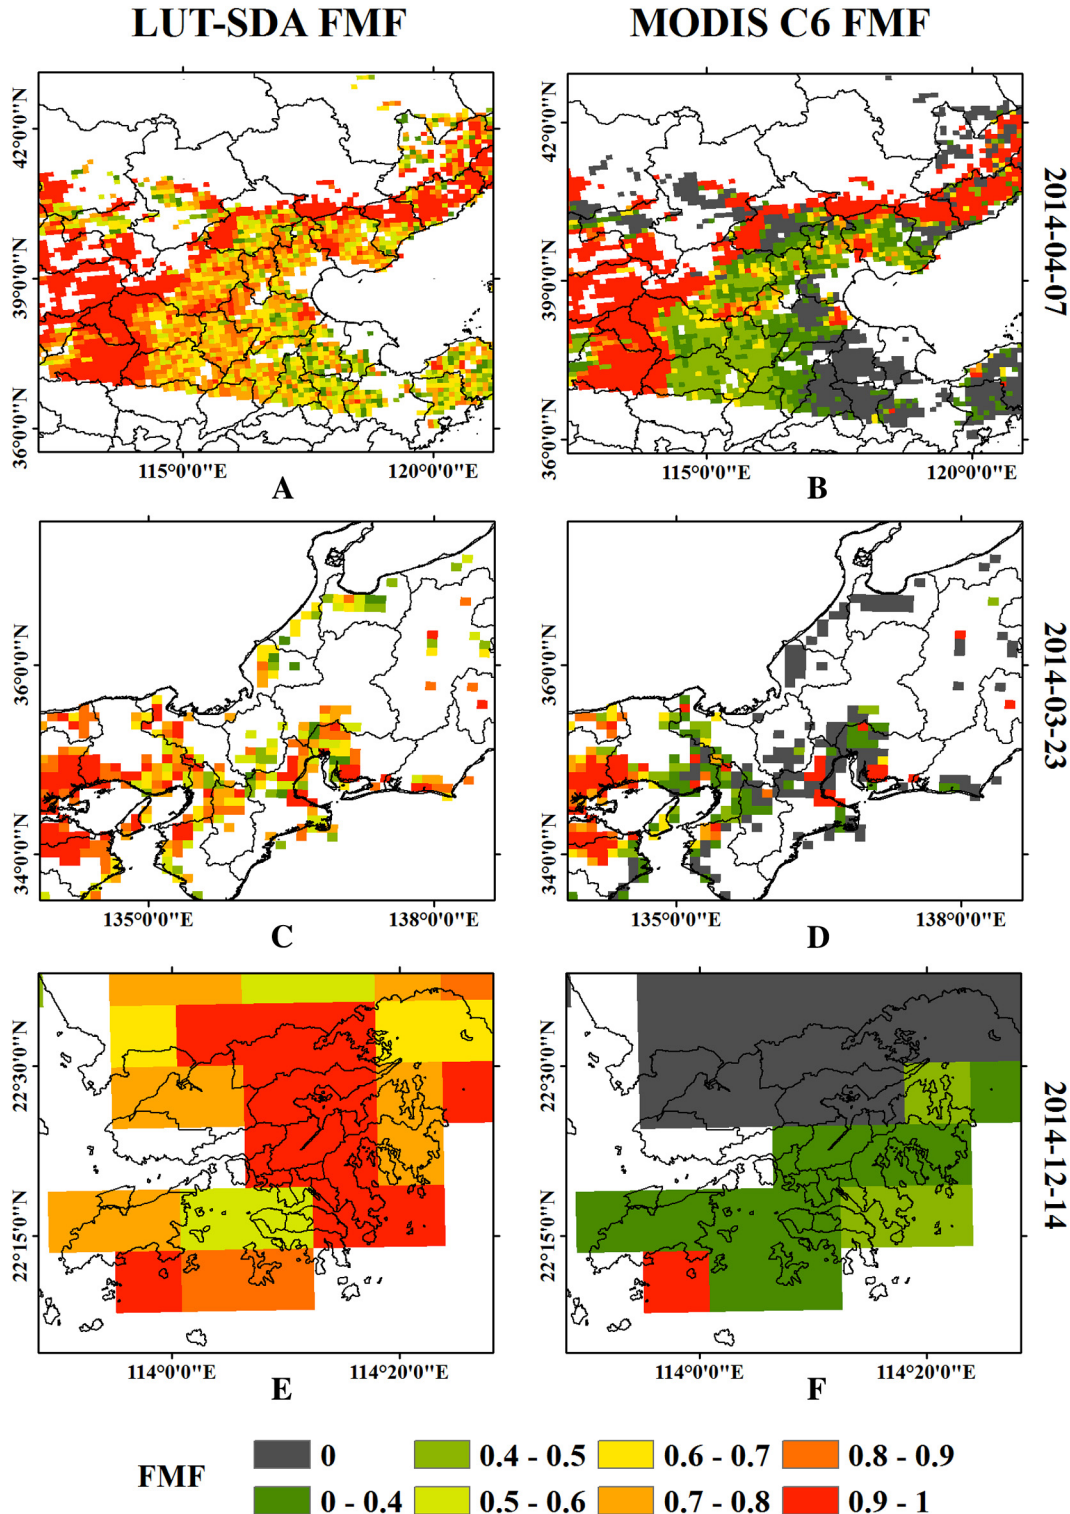 LUT-SDA FMF
MODIS C6 FMF
42°0'0"N
39°0'0"N
36°0'0"N
115°0'0"E
120°0'0"E
A
42°0'0"N
39°0'0"N
36°0'0"N
115°0'0"E
120°0'0"E
B
2014-04-07
36°0'0"N
34°0'0"N
135°0'0"E
138°0'0"E
C
36°0'0"N
34°0'0"N
135°0'0"E
138°0'0"E
D
2014-03-23
22°30'0"N
22°15'0"N
114°0'0"E
114°20'0"E
E
22°30'0"N
22°15'0"N
114°0'0"E
114°20'0"E
F
2014-12-14
FMF
0
0.4 - 0.5
0.6 - 0.7
0.8 - 0.9
0 - 0.4
0.5 - 0.6
0.7 - 0.8
0.9 - 1